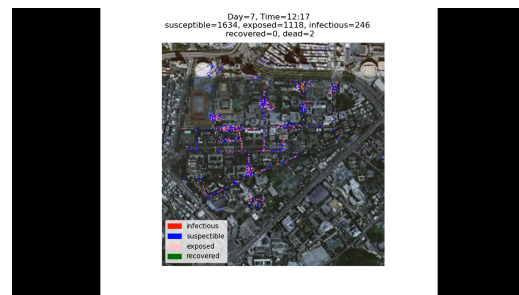 Day=7, Time=12:17
susceptible=1634, exposed=1118, infectious=246
recovered=0, dead=2
infectious
suspectible
exposed
recovered